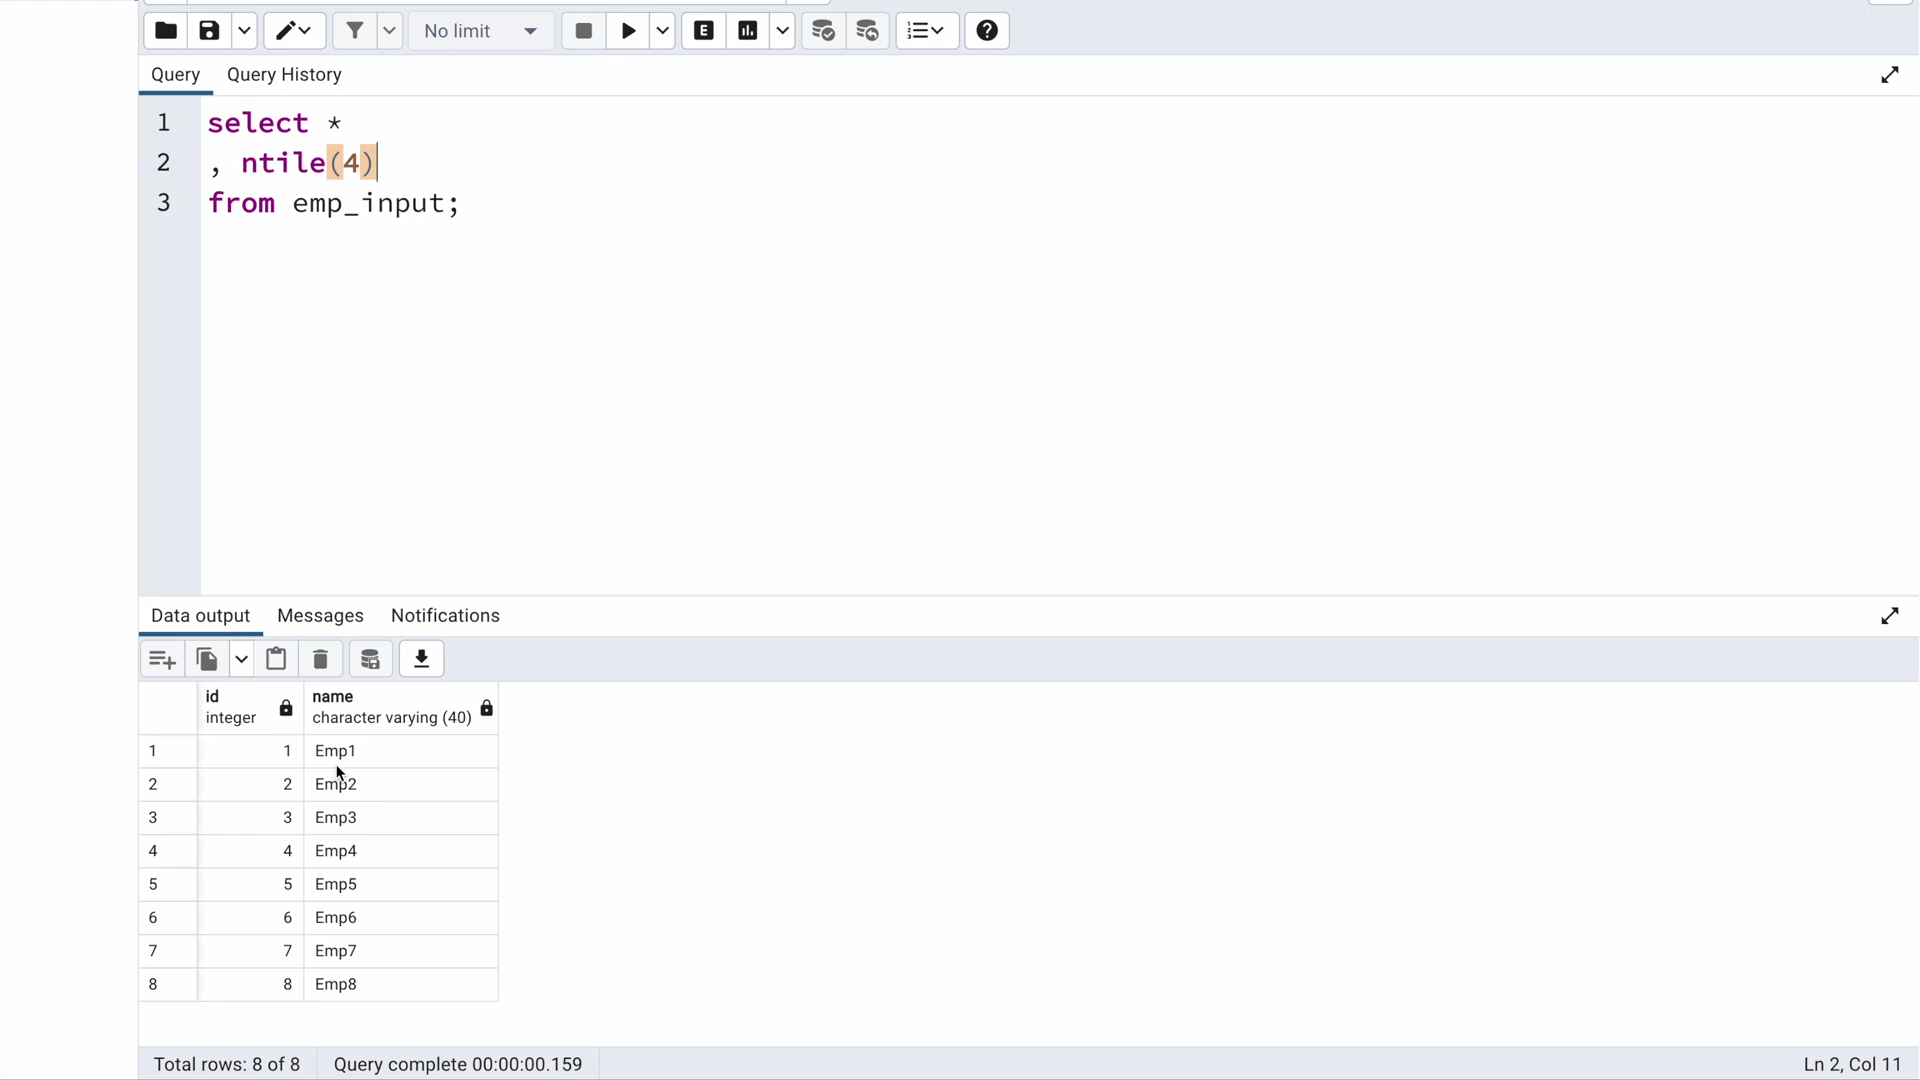 No limit
E
Query Query History
1 select *
2 , ntile(4)
3 from emp_input;
Data output Messages Notifications
id name
integer character varying (40)
1 1 Emp1
2 2 Emp2
3 3 Emp3
4 4 Emp4
5 5 Emp5
6 6 Emp6
7 7 Emp7
8 8 Emp8
Total rows: 8 of 8 Query complete 00:00:00.159 Ln 2, Col 11